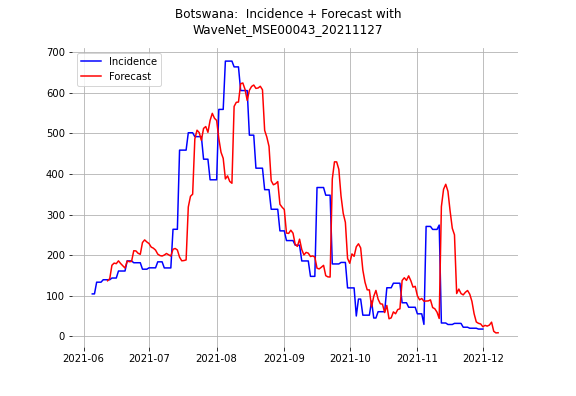 Botswana:  Incidence + Forecast with
WaveNet_MSE00043_20211127
Incidence
Forecast
700
600
500
400
300
200
100
0
2021-06 2021-07 2021-08 2021-09 2021-10 2021-11 2021-12